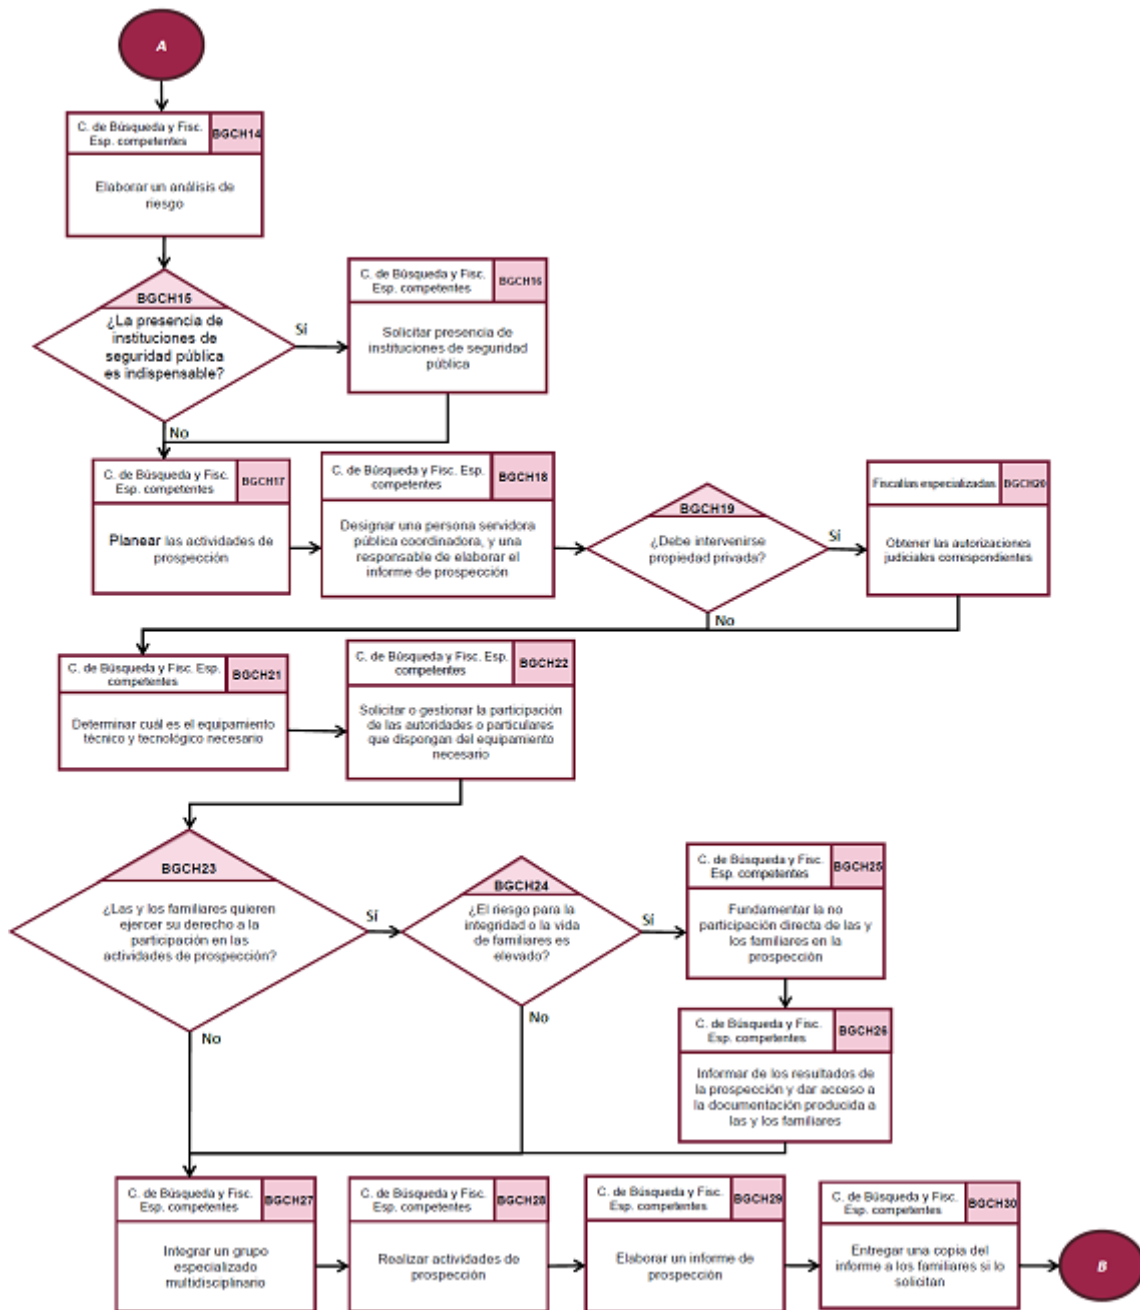 A
C. de Búsqueda y Fisc.
Esp. competentes
BGCH14
Elaborar un análisis de
riesgo
BGCH15
¿La presencia de
instituciones de
seguridad pública
es indispensable?
Sí
No
C. de Búsqueda y Fisc.
Esp. competentes
BGCH16
Solicitar presencia de
instituciones de seguridad
pública
C. de Búsqueda y Fisc.
Esp. competentes
BGCH17
Planear las actividades de
prospección
C. de Búsqueda y Fisc. Esp.
competentes
BGCH18
Designar una persona servidora
pública coordinadora, y una
responsable de elaborar el
informe de prospección
BGCH19
¿Debe intervenirse
propiedad privada?
Sí
No
Fiscalías especializadas
BGCH20
Obtener las autorizaciones
judiciales correspondientes
C. de Búsqueda y Fisc. Esp.
competentes
BGCH21
Determinar cuál es el equipamiento
técnico y tecnológico necesario
C. de Búsqueda y Fisc. Esp.
competentes
BGCH22
Solicitar o gestionar la participación
de las autoridades o particulares
que dispongan del equipamiento
necesario
BGCH23
¿Las y los familiares quieren
ejercer su derecho a la
participación en las
actividades de prospección?
Sí
No
BGCH24
¿El riesgo para la
integridad o la vida
de familiares es
elevado?
Sí
No
C. de Búsqueda y Fisc.
Esp. competentes
BGCH25
Fundamentar la no
participación directa de las y
los familiares en la
prospección
C. de Búsqueda y Fisc.
Esp. competentes
BGCH26
Informar de los resultados de
la prospección y dar acceso a
la documentación producida a
las y los familiares
C. de Búsqueda y Fisc.
Esp. competentes
BGCH27
Integrar un grupo
especializado
multidisciplinario
C. de Búsqueda y Fisc.
Esp. competentes
BGCH28
Realizar actividades de
prospección
C. de Búsqueda y Fisc.
Esp. competentes
BGCH29
Elaborar un informe de
prospección
C. de Búsqueda y Fisc.
Esp. competentes
BGCH30
Entregar una copia del
informe a los familiares si lo
solicitan
B